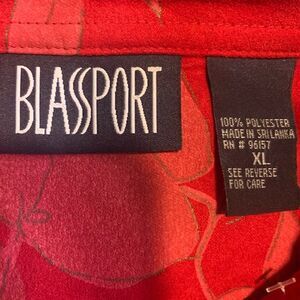 BLASSPORT
100% POLYESTER
MADE IN SRI LANKA
RN # 96157
XL
SEE REVERSE
FOR CARE